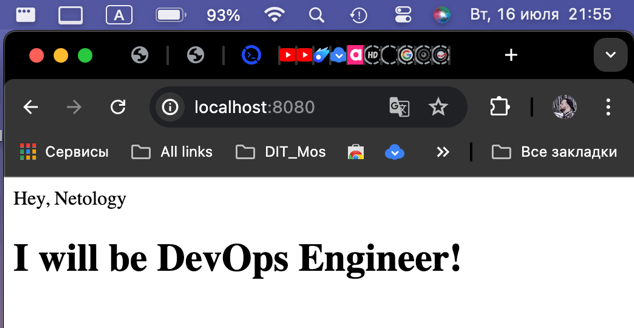 A 93% Вт, 16 июля 21:55
localhost:8080
Сервисы All links DIT_Mos Все закладки
Hey, Netology
I will be DevOps Engineer!